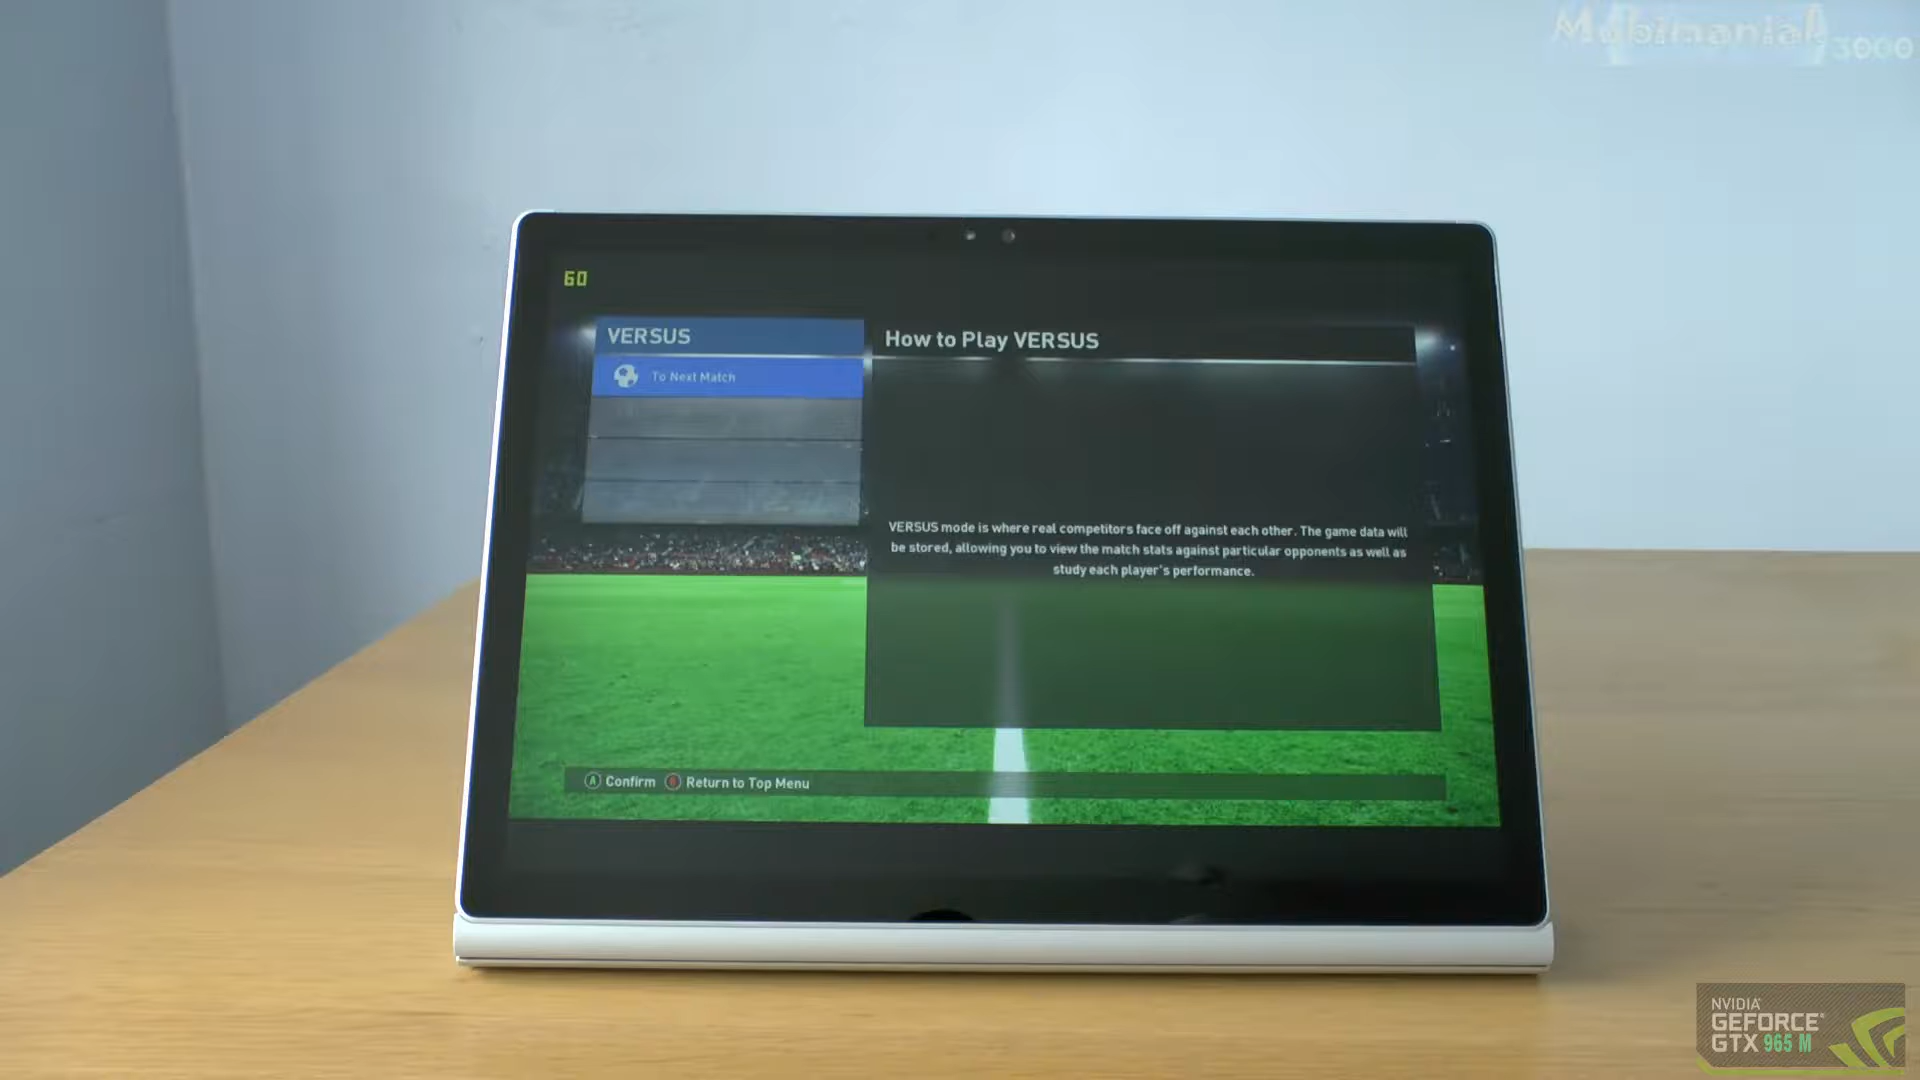 Mobimania
3000
60
VERSUS
To Next Match
How to Play VERSUS
VERSUS mode is where real competitors face off against each other. The game data will
be stored, allowing you to view the match stats against particular opponents as well as
study each player's performance.
A Confirm B Return to Top Menu
NVIDIA
GEFORCE
GTX 965 M